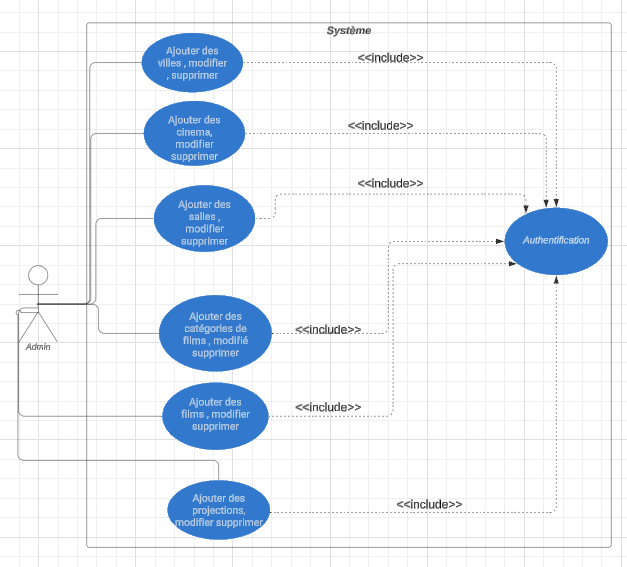 Système
Ajouter des
villes , modifier
, supprimer
<<include>>
Ajouter des
cinema,
modifier
supprimer
<<include>>
Ajouter des
salles ,
modifier
supprimer
<<include>>
Authentification
Admin
Ajouter des
catégories de
films , modifié
supprimer
<<include>>
Ajouter des
films , modifier
supprimer
<<include>>
Ajouter des
projections,
modifier supprimer
<<include>>